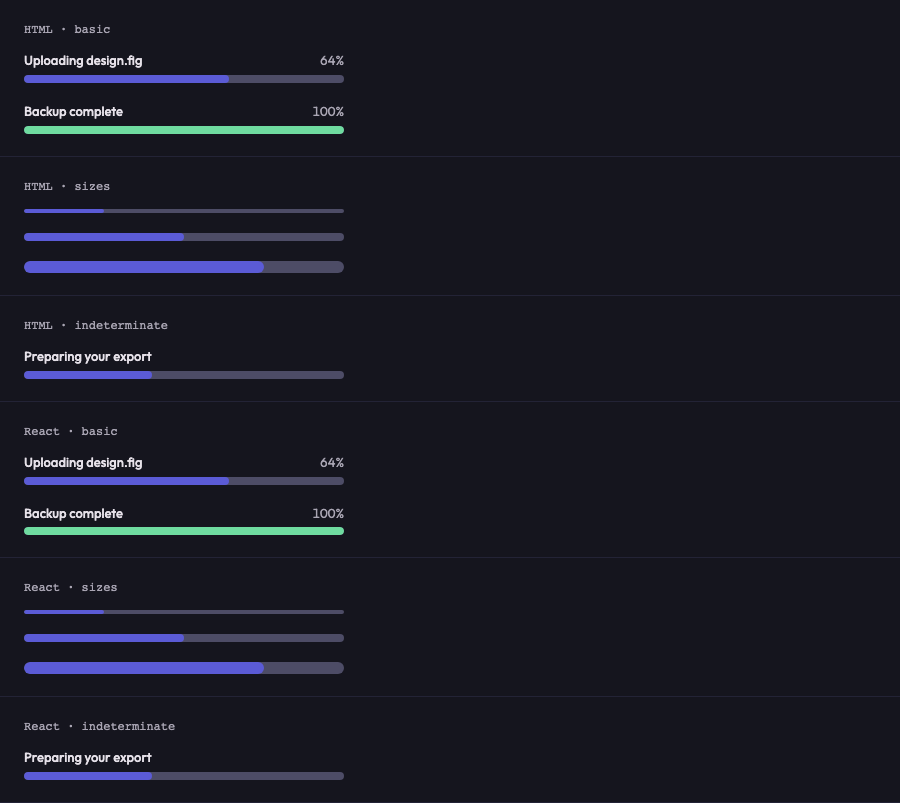 HTML · basic
Uploading design.fig 64%
Backup complete 100%
HTML · sizes
HTML · indeterminate
Preparing your export
React · basic
Uploading design.fig 64%
Backup complete 100%
React · sizes
React · indeterminate
Preparing your export